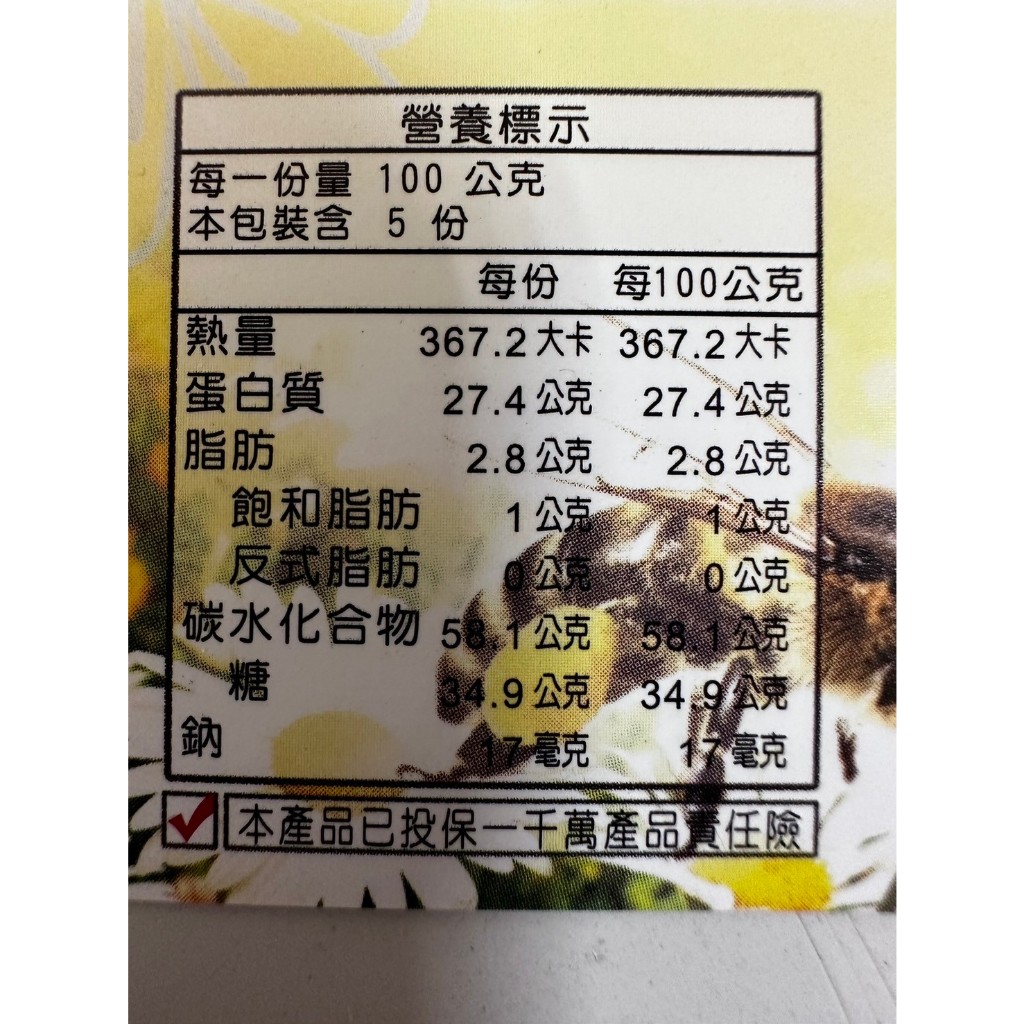 營養標示
每一份量 100 公克
本包裝含 5 份
每份 每100公克
熱量 367.2大卡 367.2大卡
蛋白質 27.4公克 27.4公克
脂肪 2.8公克 2.8公克
飽和脂肪 1公克 1公克
反式脂肪 0公克 0公克
碳水化合物 58.1公克 58.1公克
糖 34.9公克 34.9公克
鈉 17毫克 17毫克
本產品已投保一千萬產品責任險